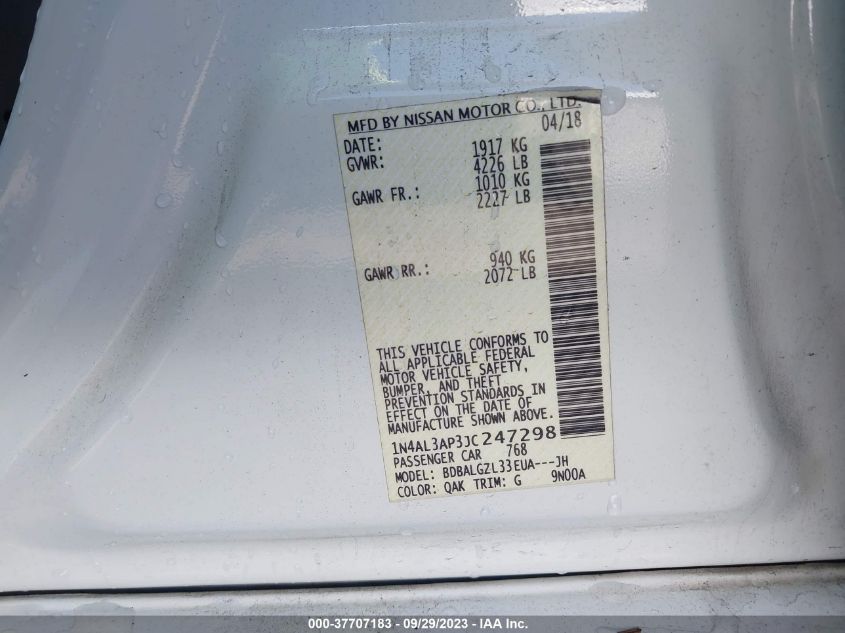 MFD BY NISSAN MOTOR CO., LTD.
DATE: 04/18
GVWR: 1917 KG
4226 LB
GAWR FR.: 1010 KG
2227 LB
GAWR RR.: 940 KG
2072 LB
THIS VEHICLE CONFORMS TO
ALL APPLICABLE FEDERAL
MOTOR VEHICLE SAFETY,
BUMPER, AND THEFT
PREVENTION STANDARDS IN
EFFECT ON THE DATE OF
MANUFACTURE SHOWN ABOVE.
1N4AL3AP3JC247298
PASSENGER CAR 768
MODEL: BDBALGZL33EUA---JH
COLOR: QAK TRIM: G 9N00A
000-37707183 - 09/29/2023 - IAA Inc.